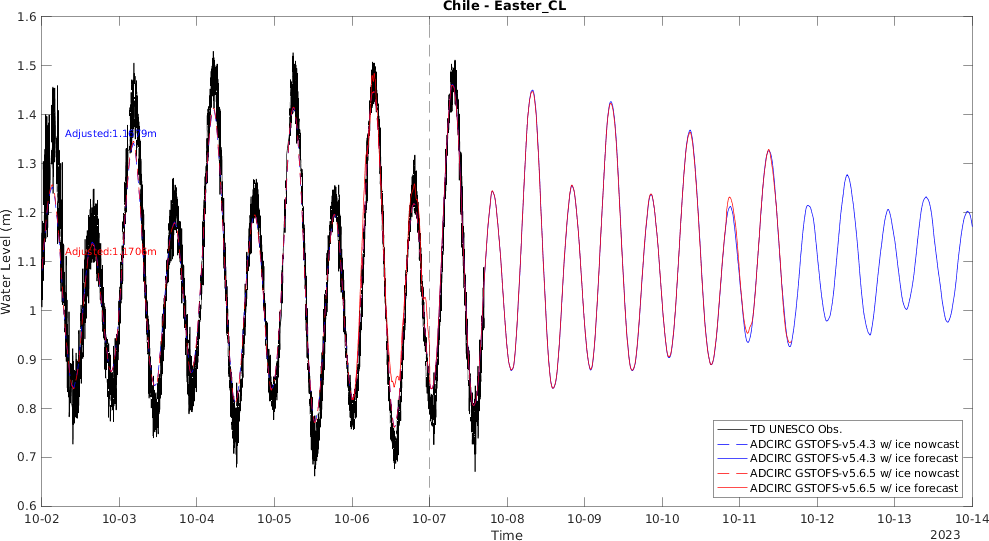 Chile - Easter_CL
1.6
1.5
1.4
1.3
1.2
1.1
1
0.9
0.8
0.7
0.6
Water Level (m)
Adjusted:1.1679m
Adjusted:1.1706m
TD UNESCO Obs.
ADCIRC GSTOFS-v5.4.3 w/ ice nowcast
ADCIRC GSTOFS-v5.4.3 w/ ice forecast
ADCIRC GSTOFS-v5.6.5 w/ ice nowcast
ADCIRC GSTOFS-v5.6.5 w/ ice forecast
10-02 10-03 10-04 10-05 10-06 10-07 10-08 10-09 10-10 10-11 10-12 10-13 10-14
Time
2023